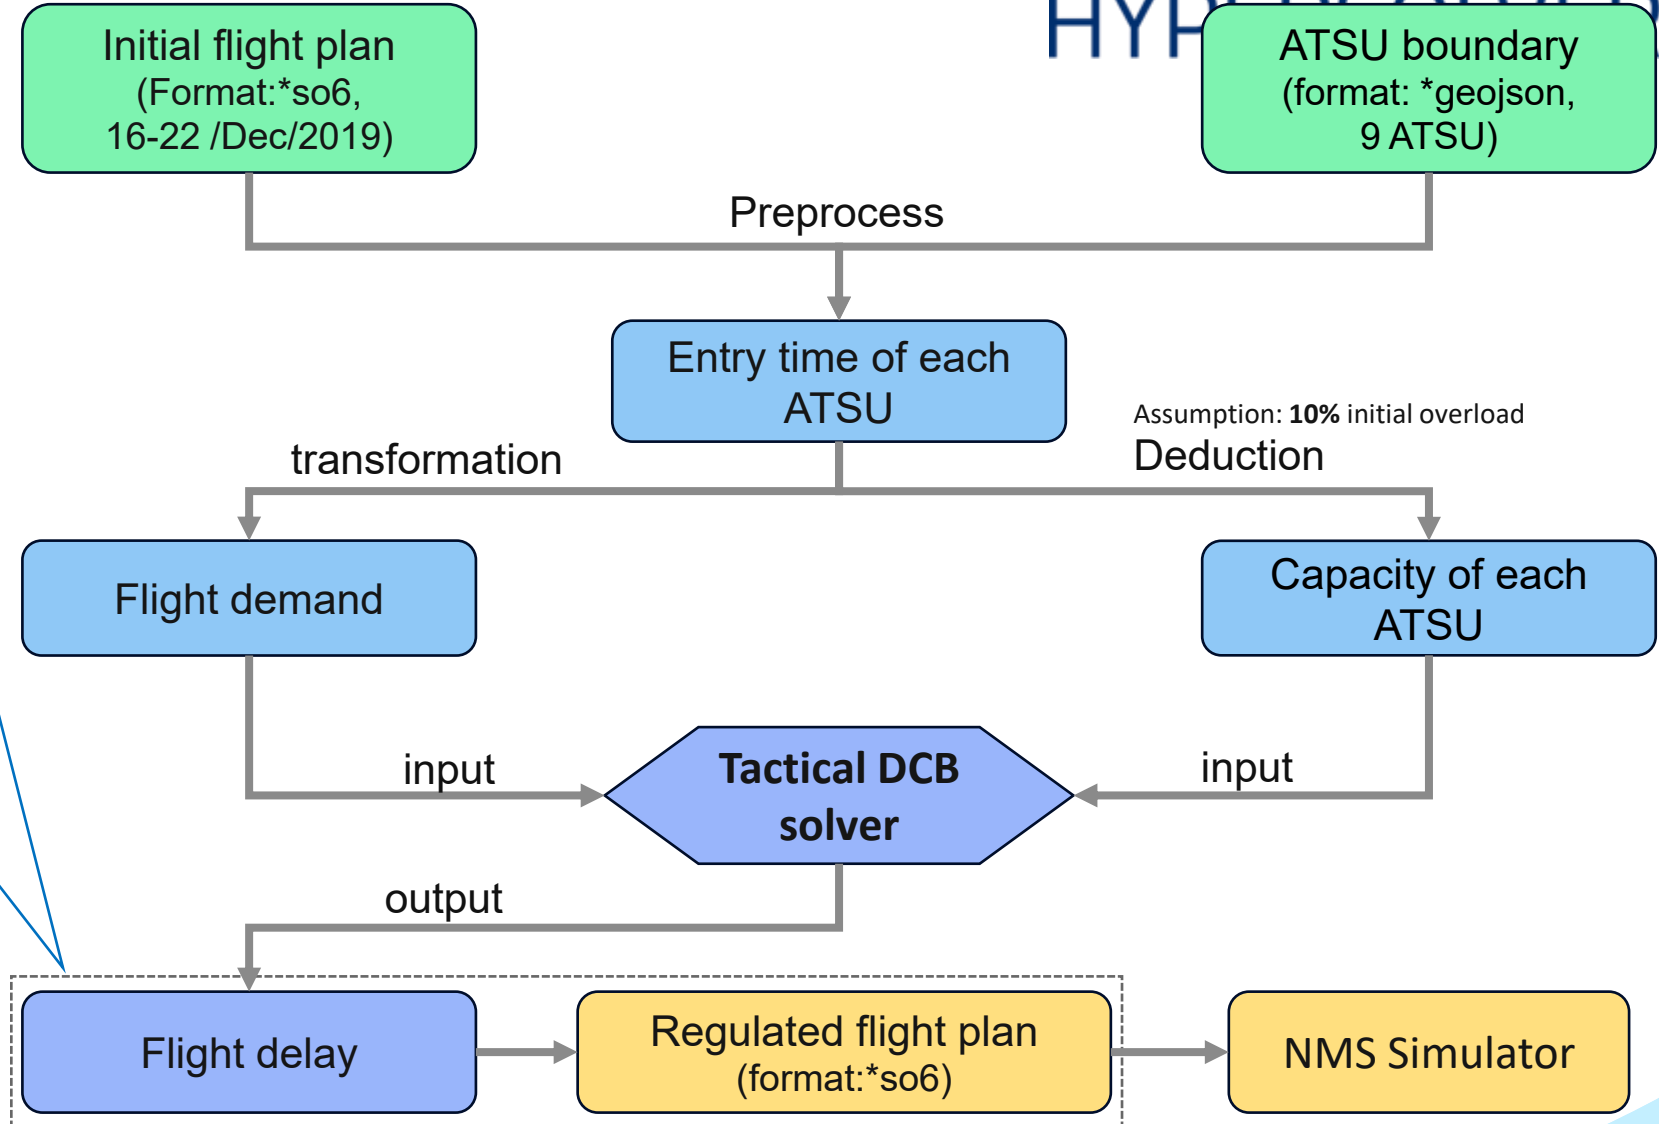 Initial flight plan
(Format:*so6,
16-22 /Dec/2019)
ATSU boundary
(format: *geojson,
9 ATSU)
Preprocess
Entry time of each
ATSU
Assumption: 10% initial overload
transformation
Deduction
Flight demand
Capacity of each
ATSU
input
Tactical DCB
solver
input
output
Flight delay
Regulated flight plan
(format:*so6)
NMS Simulator